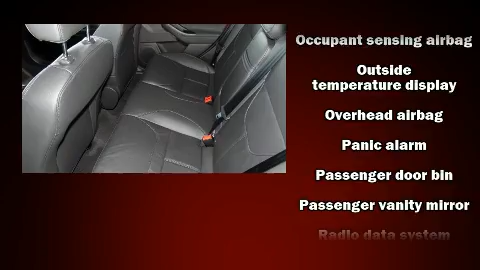 Occupant sensing airbag
Outside
temperature display
Overhead airbag
Panic alarm
Passenger door bin
Passenger vanity mirror
Radio data system